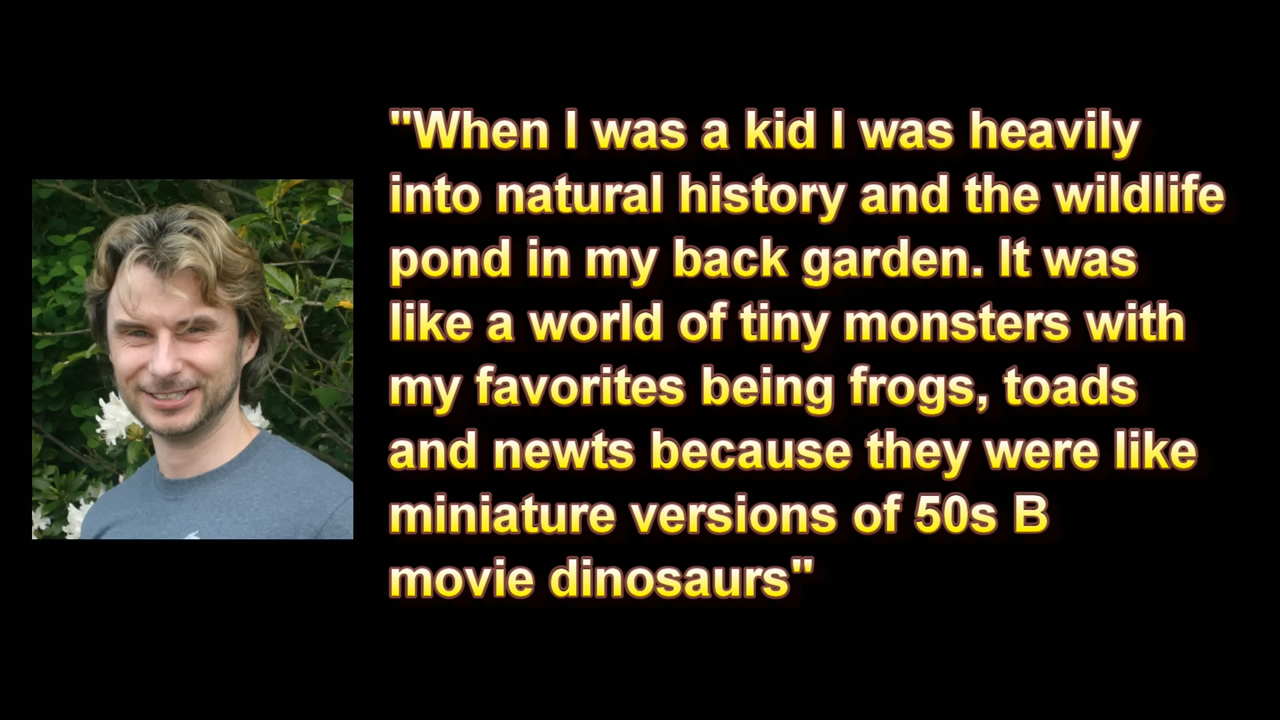 "When I was a kid I was heavily
into natural history and the wildlife
pond in my back garden. It was
like a world of tiny monsters with
my favorites being frogs, toads
and newts because they were like
miniature versions of 50s B
movie dinosaurs"